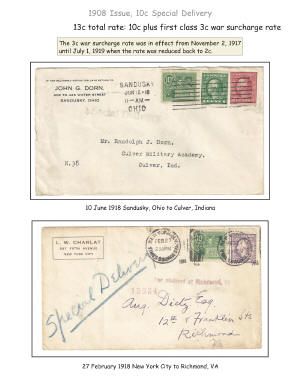 1908 Issue, 10c Special Delivery
13c total rate: 10c plus first class 3c war surcharge rate
The 3c war surcharge rate was in effect from November 2, 1917
until July 1, 1919 when the rate was reduced back to 2c.
JOHN G. DORN,
SANDUSKY, OHIO
SANDUSKY
OHIO
Mr. Randolph J. Dorn,
Culver Military Academy,
Culver, Ind.
10 June 1918 Sandusky, Ohio to Culver, Indiana
L. W. CHARLAT
NEW YORK CITY
Special Delivery
Aug. Dietz Esq.
12th & Franklin Sts
Richmond
27 February 1918 New York City to Richmond, VA